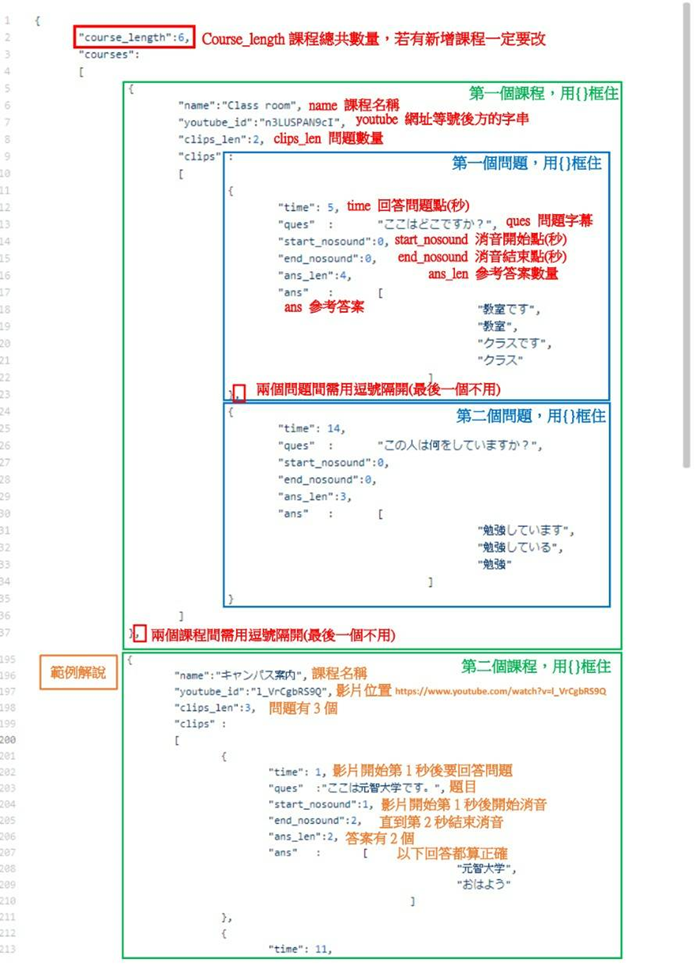 1 {
2 "course_length":6, Course_length 課程總共數量，若有新增課程一定要改
3 "courses":
4 [
5 { 第一個課程，用{}框住
6 "name":"Class room", name 課程名稱
7 "youtube_id":"n3LUSPAN9cI", youtube 網址等號後方的字串
8 "clips_len":2, clips_len 問題數量
9 "clips" : 第一個問題，用{}框住
10 [
11 {
12 "time": 5, time 回答問題點(秒)
13 "ques" : "ここはどこですか？", ques 問題字幕
14 "start_nosound":0, start_nosound 消音開始點(秒)
15 "end_nosound":0, end_nosound 消音結束點(秒)
16 "ans_len":4, ans_len 參考答案數量
17 "ans" : [
18 ans 參考答案 "教室です",
19 "教室",
20 "クラスです",
21 "クラス"
22 ]
23 }, 兩個問題間需用逗號隔開(最後一個不用)
24 { 第二個問題，用{}框住
25 "time": 14,
26 "ques" : "この人は何をしていますか？",
27 "start_nosound":0,
28 "end_nosound":0,
29 "ans_len":3,
30 "ans" : [
31 "勉強しています",
32 "勉強している",
33 "勉強"
34 ]
35 }
36 ]
37 }, 兩個課程間需用逗號隔開(最後一個不用)
195 { 第二個課程，用{}框住
範例解說
196 "name":"キャンパス案内", 課程名稱
197 "youtube_id":"l_VrCgbRS9Q", 影片位置 https://www.youtube.com/watch?v=l_VrCgbRS9Q
198 "clips_len":3, 問題有 3 個
199 "clips" :
200 [
201 {
202 "time": 1, 影片開始第 1 秒後要回答問題
203 "ques" :"ここは元智大学です。", 題目
204 "start_nosound":1, 影片開始第 1 秒後開始消音
205 "end_nosound":2, 直到第 2 秒結束消音
206 "ans_len":2, 答案有 2 個
207 "ans" : [ 以下回答都算正確
208 "元智大学",
209 "おはよう"
210 ]
211 },
212 {
213 "time": 11,